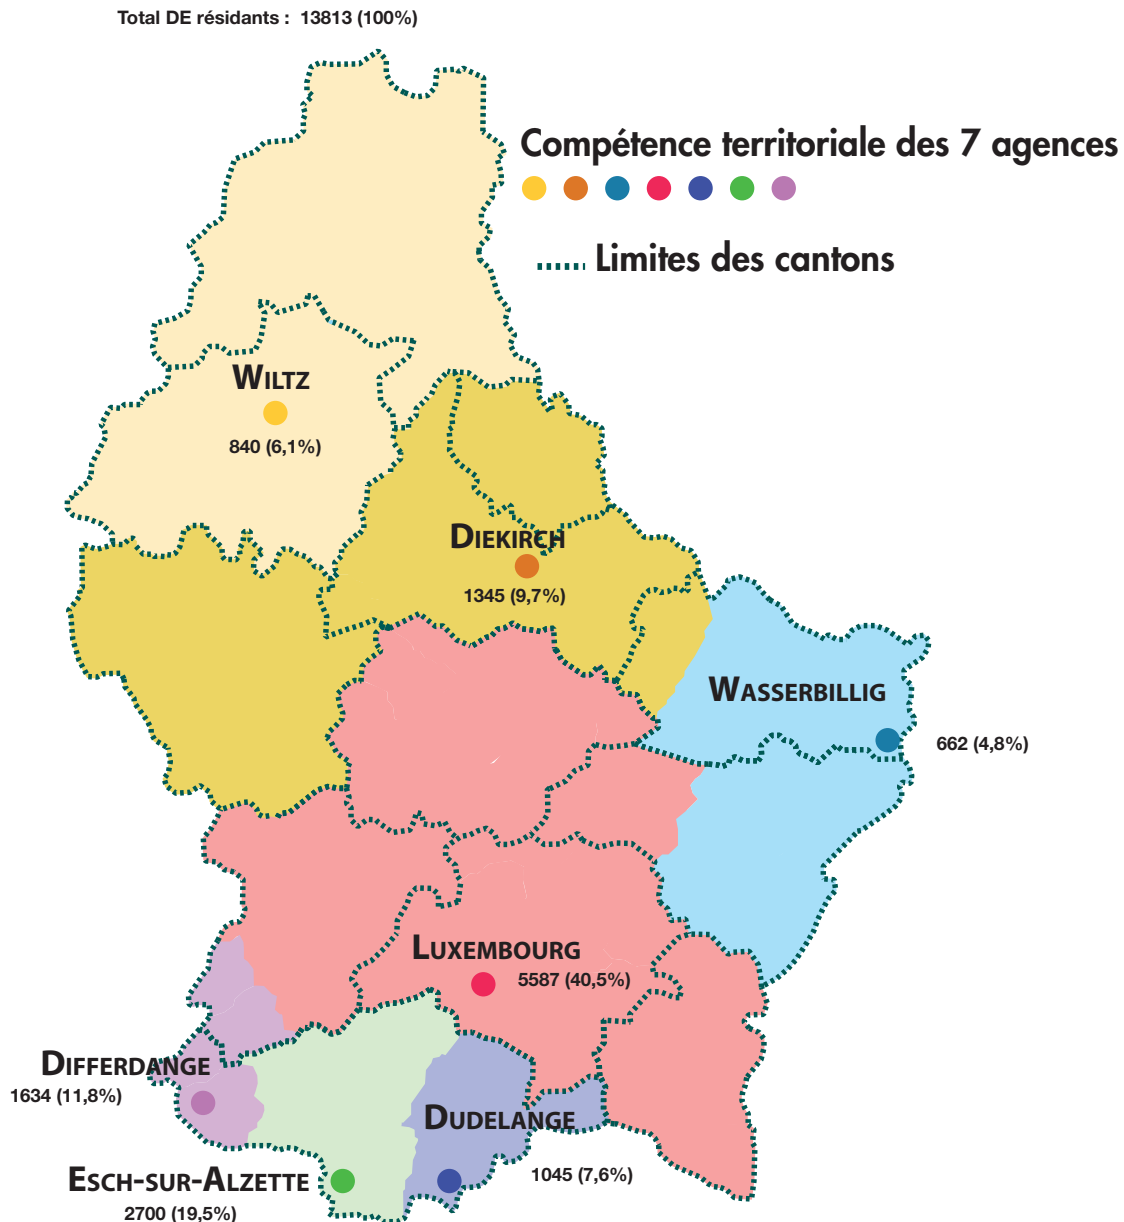 Total DE résidants : 13813 (100%)
Compétence territoriale des 7 agences
Limites des cantons
WILTZ
840 (6,1%)
DIEKIRCH
1345 (9,7%)
WASSERBILLIG
662 (4,8%)
LUXEMBOURG
5587 (40,5%)
DIFFERDANGE
1634 (11,8%)
DUDELANGE
1045 (7,6%)
ESCH-SUR-ALZETTE
2700 (19,5%)